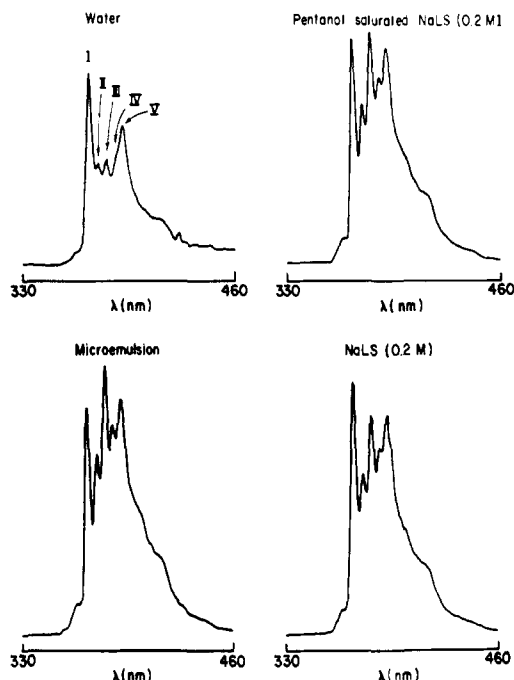 Water
I
II
III
IV
V
330
460
λ(nm)
Pentanol saturated NaLS (0.2 M)
330
460
λ(nm)
Microemulsion
330
460
λ(nm)
NaLS (0.2 M)
330
460
λ(nm)